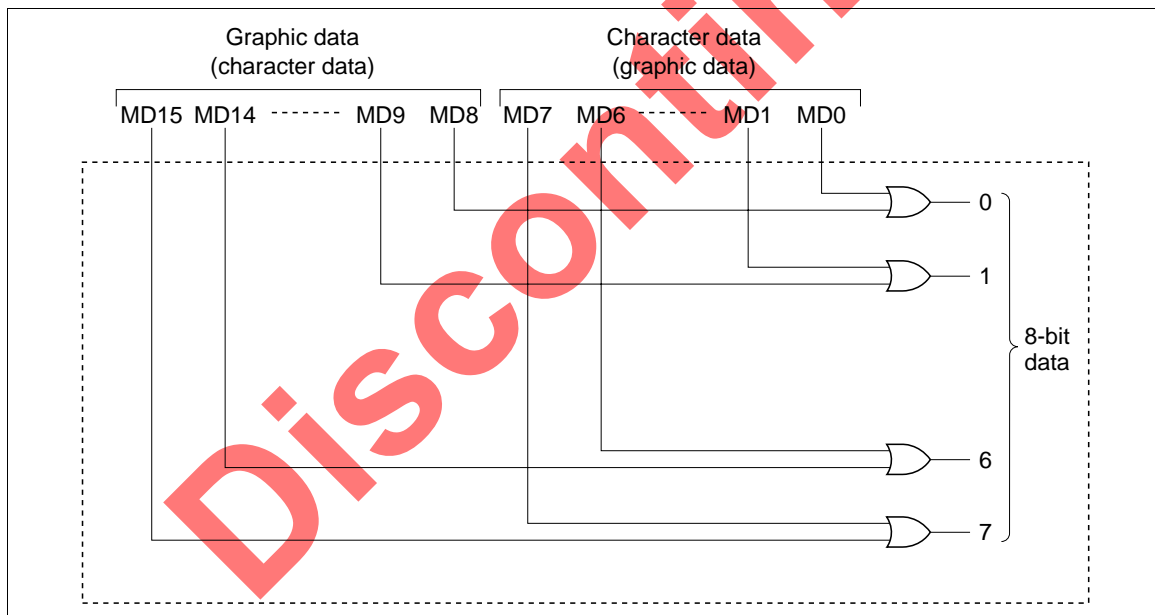 Graphic data
(character data)
Character data
(graphic data)
MD15 MD14 MD9 MD8 MD7 MD6 MD1 MD0
0
1
8-bit
data
6
7
Discontin